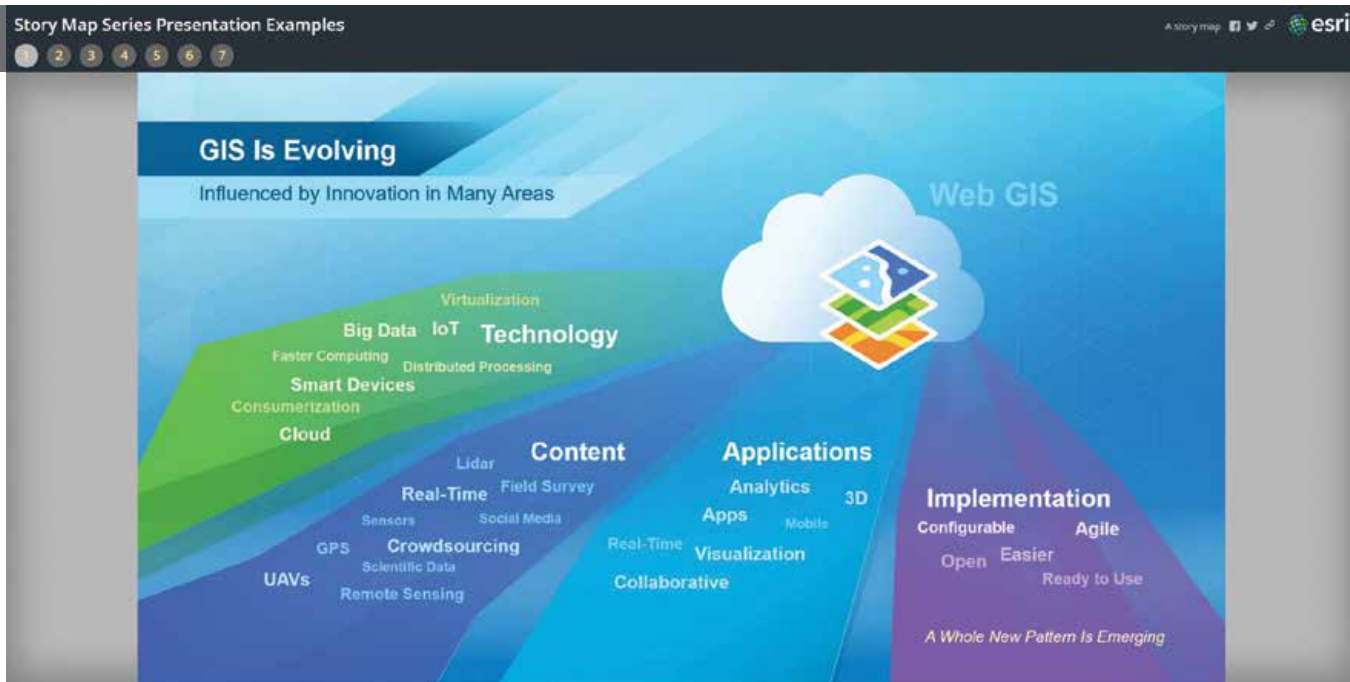 Story Map Series Presentation Examples
A story map
esri
1 2 3 4 5 6 7
GIS Is Evolving
Influenced by Innovation in Many Areas
Web GIS
Virtualization
Big Data IoT Technology
Faster Computing
Distributed Processing
Smart Devices
Consumerization
Cloud
Content
Lidar
Real-Time Field Survey
Sensors Social Media
GPS Crowdsourcing
Scientific Data
UAVs
Remote Sensing
Applications
Analytics
3D
Apps Mobile
Real-Time Visualization
Collaborative
Implementation
Configurable Agile
Open Easier
Ready to Use
A Whole New Pattern Is Emerging